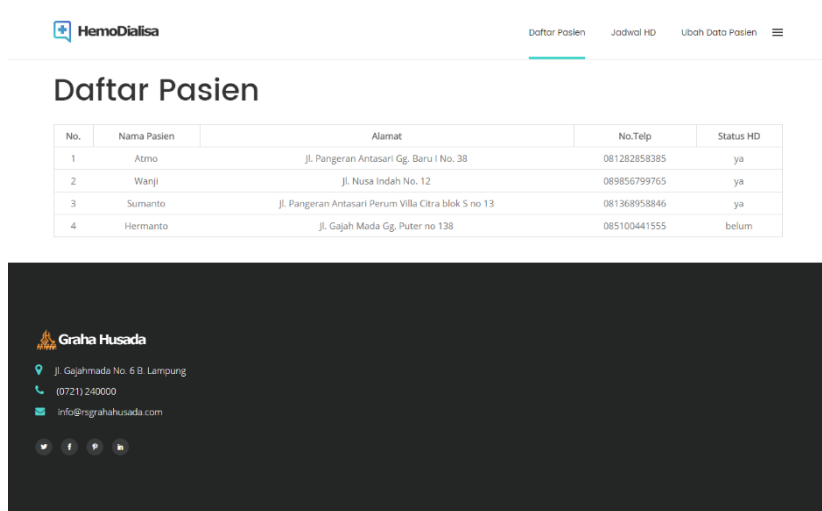 HemoDialisa
Daftar Pasien Jadwal HD Ubah Data Pasien
Daftar Pasien
No. Nama Pasien Alamat No.Telp Status HD
1 Atmo Jl. Pangeran Antasari Gg. Baru I No. 38 081282858385 ya
2 Wanji Jl. Nusa Indah No. 12 089856799765 ya
3 Sumanto Jl. Pangeran Antasari Perum Villa Citra blok S no 13 081368958846 ya
4 Hermanto Jl. Gajah Mada Gg. Puter no 138 085100441555 belum
Graha Husada
Jl. Gajahmada No. 6 B. Lampung
(0721) 240000
info@rsgrahahusada.com